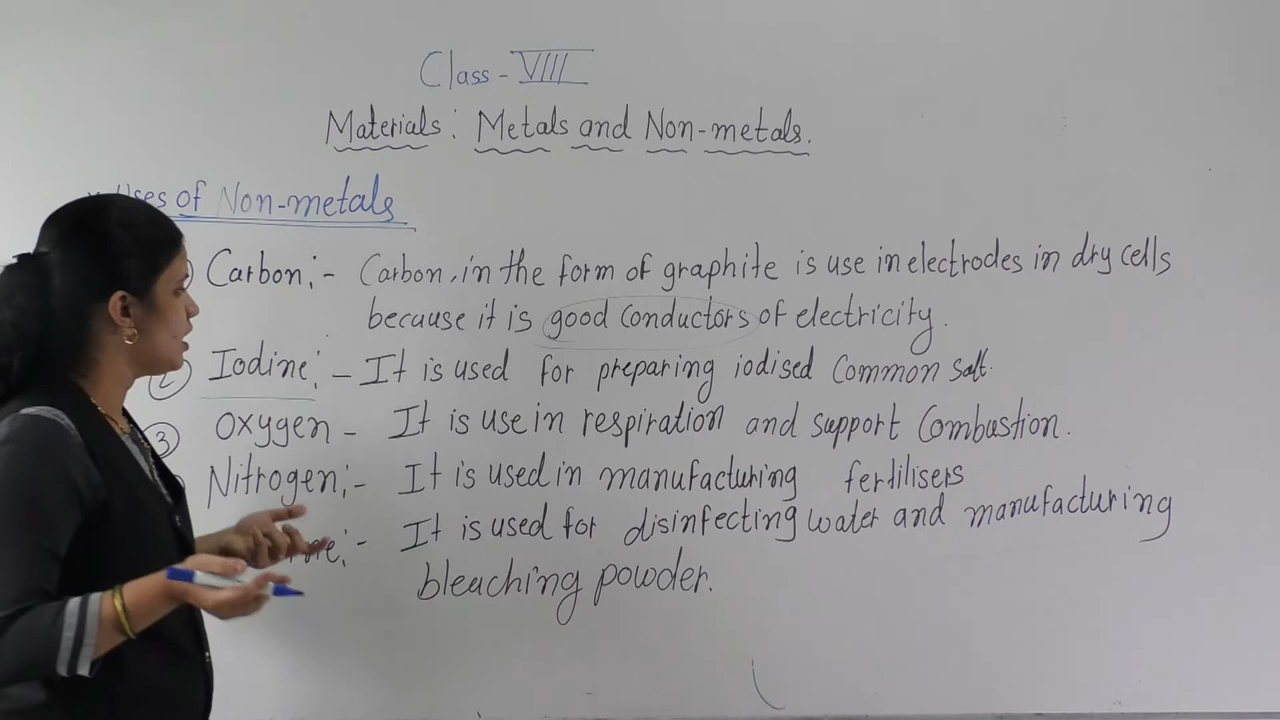 Class - VIII
Materials: Metals and Non-metals.
Uses of Non-metals
Carbon:- Carbon, in the form of graphite is use in electrodes in dry cells
because it is good conductors of electricity.
② Iodine: - It is used for preparing iodised Common salt.
③ Oxygen - It is use in respiration and support Combustion.
Nitrogen:- It is used in manufacturing fertilisers
:- It is used for disinfecting water and manufacturing
bleaching powder.